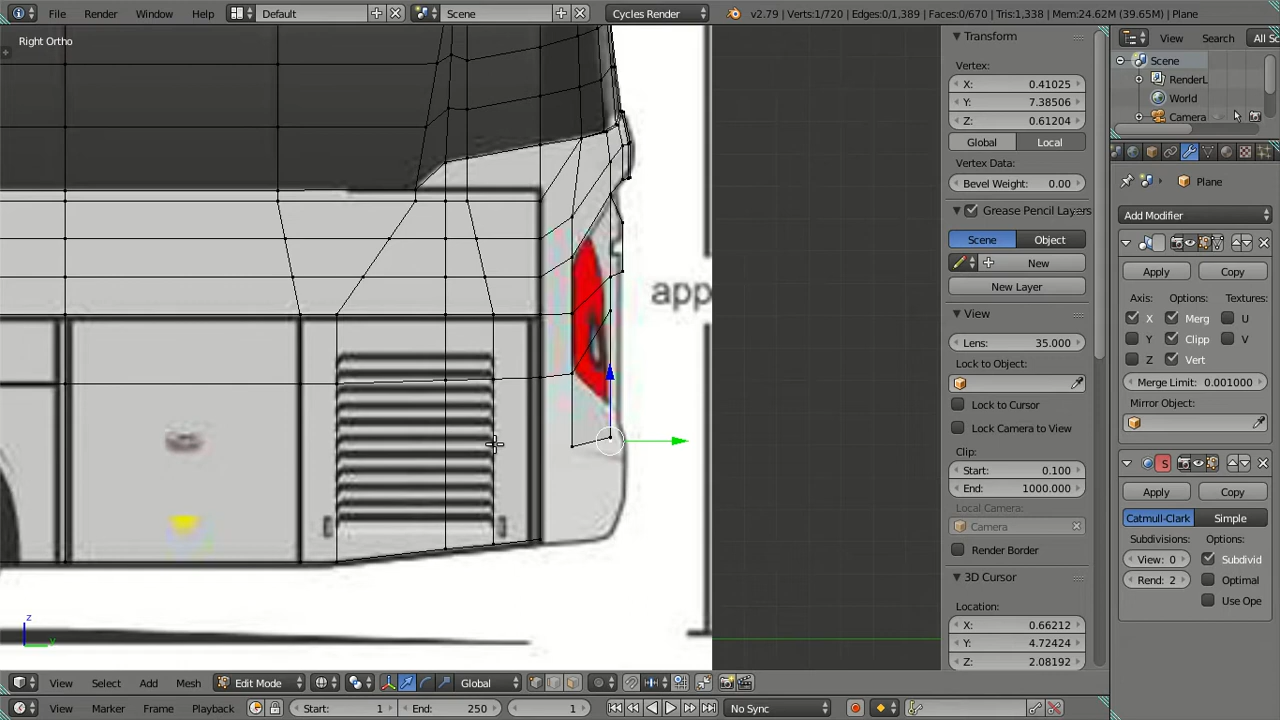 File Render Window Help Default Scene Cycles Render v2.79 | Verts:1/720 | Edges:0/1,389 | Faces:0/670 | Tris:1,338 | Mem:24.62M (39.65M) | Plane
Right Ortho
app
z
y
Transform
Vertex:
X: 0.41025
Y: 7.38506
Z: 0.61204
Global Local
Vertex Data:
Bevel Weight: 0.00
Grease Pencil Layers
Scene Object
New
New Layer
View
Lens: 35.000
Lock to Object:
Lock to Cursor
Lock Camera to View
Clip:
Start: 0.100
End: 1000.000
Local Camera:
Camera
Render Border
3D Cursor
Location:
X: 0.66212
Y: 4.72424
Z: 2.08192
View Search All Sc
Scene
RenderL
World
Camera
Plane
Add Modifier
Apply Copy
Axis: Options: Textures:
X Merg U
Y Clipp V
Z Vert
Merge Limit: 0.001000
Mirror Object:
S
Apply Copy
Catmull-Clark Simple
Subdivisions: Options:
View: 0 Subdivid
Rend: 2 Optimal
Use Ope
View Select Add Mesh Edit Mode Global
View Marker Frame Playback Start: 1 End: 250 1 No Sync